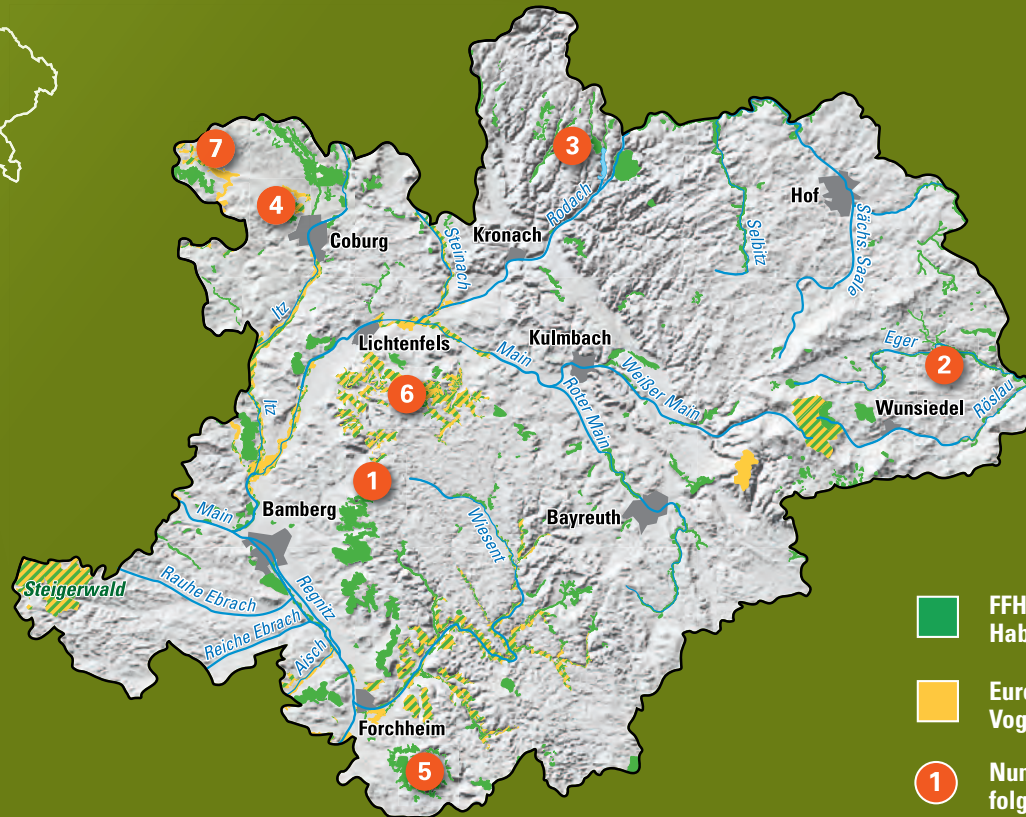 7
3
4
Hof
Rodach
Kronach
Coburg
Steinach
Selbitz
Sächs. Saale
Itz
Lichtenfels
Main
Kulmbach
Eger
2
6
Weißer Main
Roter Main
Wunsiedel
Röslau
Itz
1
Main
Bamberg
Wiesent
Bayreuth
Steigerwald
Rauhe Ebrach
Regnitz
Reiche Ebrach
Aisch
Forchheim
5
FFH
Hab
Euro
Vog
1
Num
folg